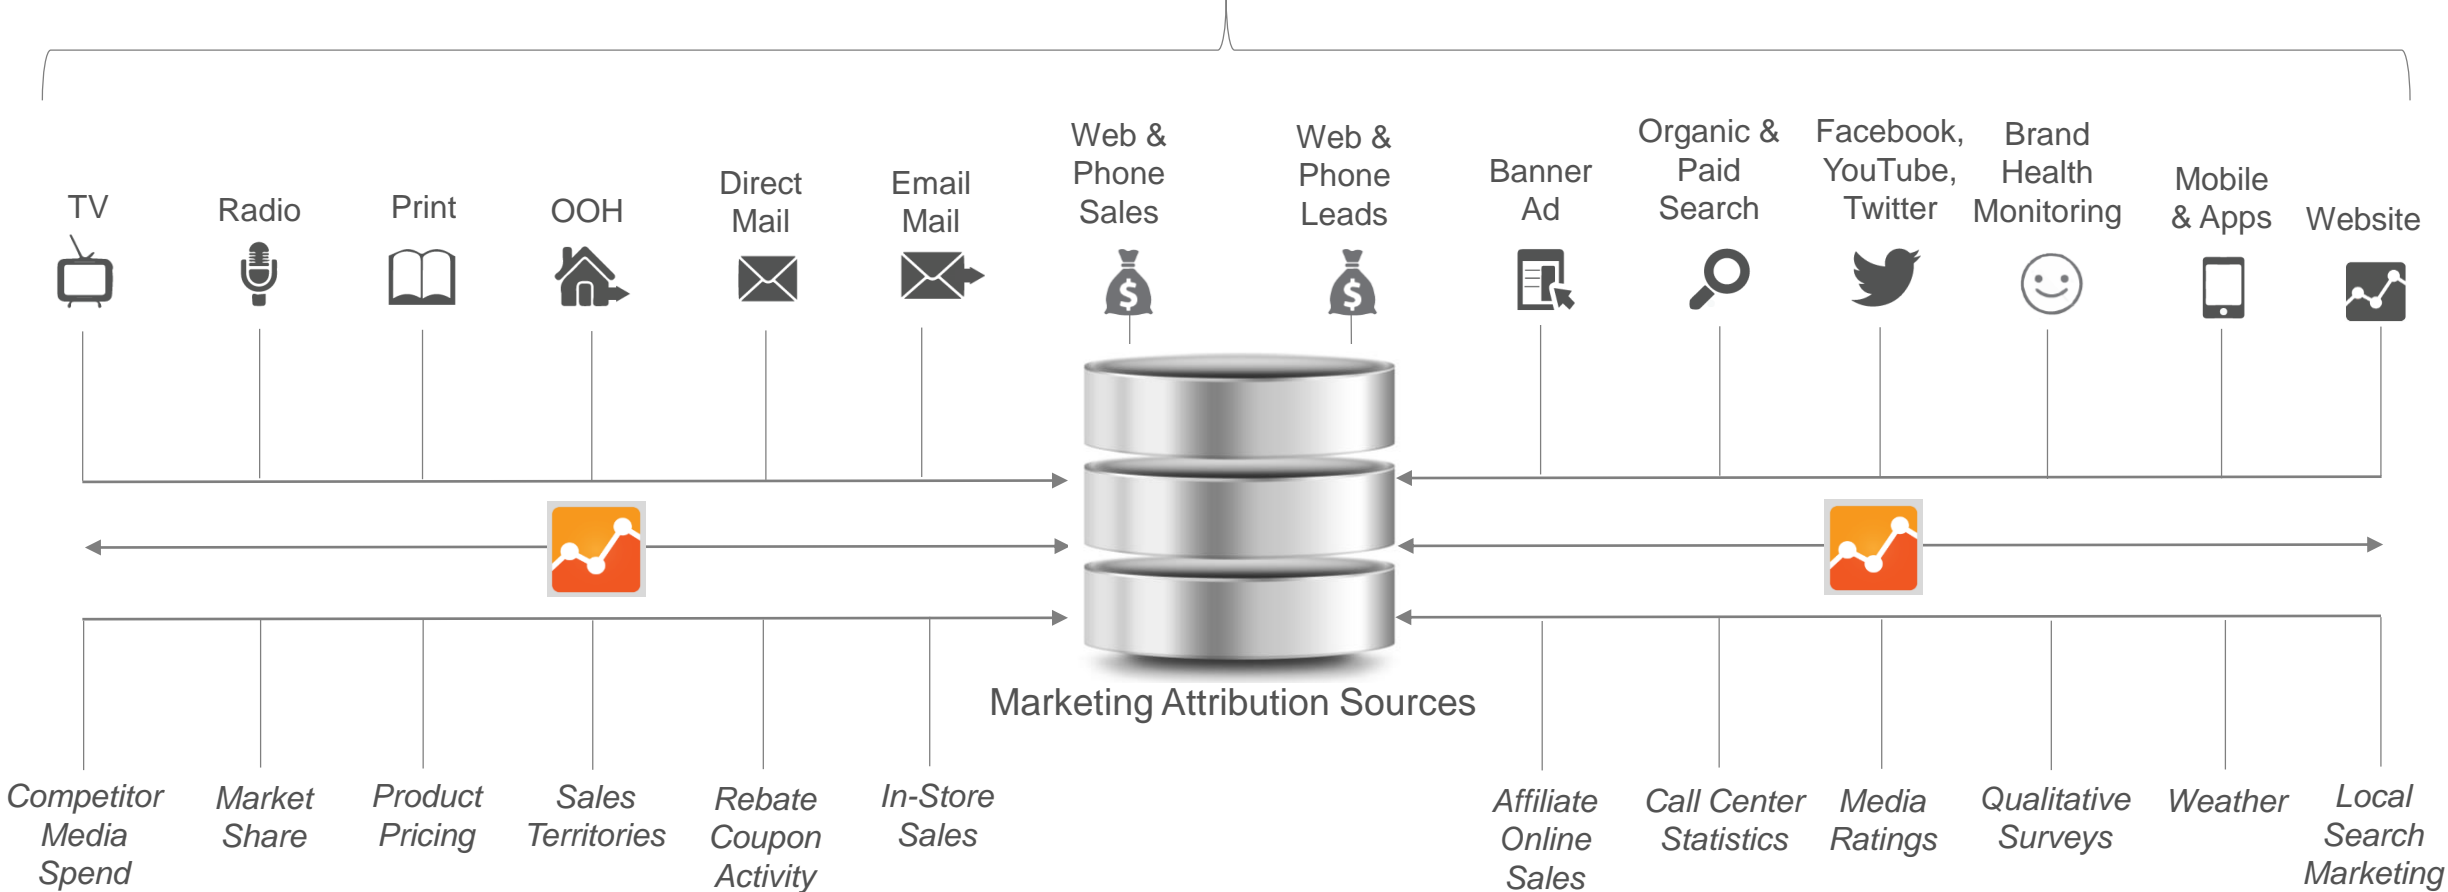 TV
Radio
Print
OOH
Direct
Mail
Email
Mail
Web &
Phone
Sales
Web &
Phone
Leads
Banner
Ad
Organic &
Paid
Search
Facebook,
YouTube,
Twitter
Brand
Health
Monitoring
Mobile
& Apps
Website
$
$
Marketing Attribution Sources
Competitor
Media
Spend
Market
Share
Product
Pricing
Sales
Territories
Rebate
Coupon
Activity
In-Store
Sales
Affiliate
Online
Sales
Call Center
Statistics
Media
Ratings
Qualitative
Surveys
Weather
Local
Search
Marketing